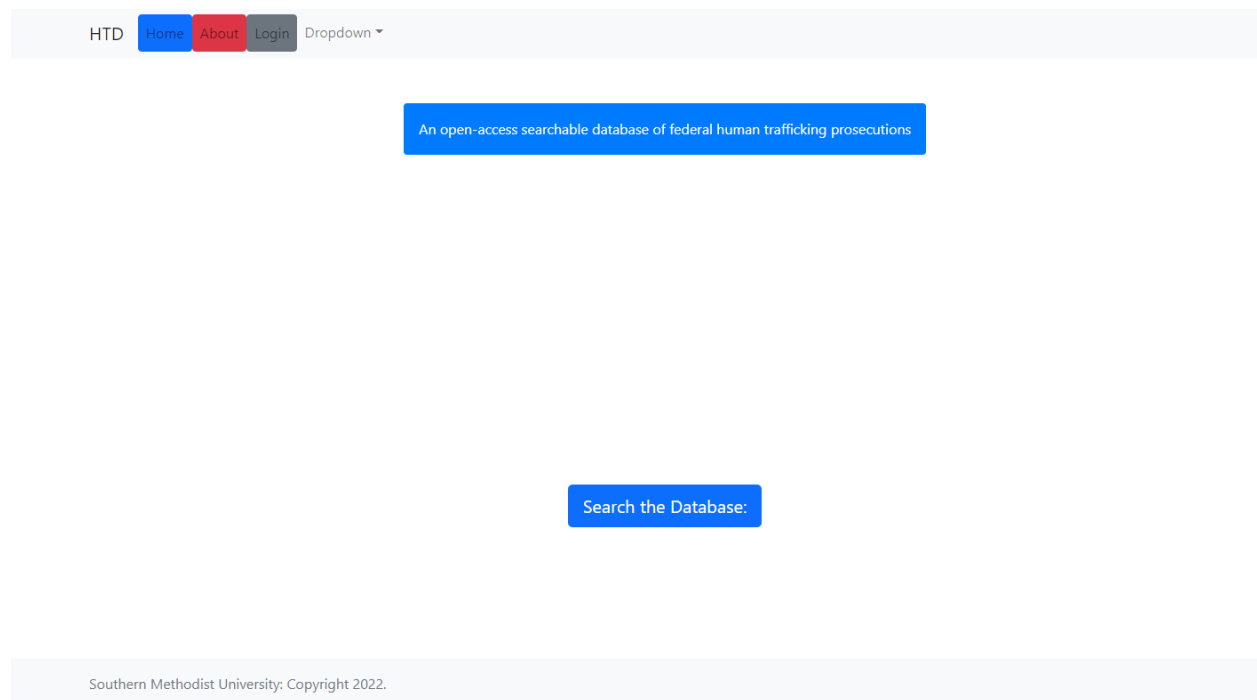 HTD Home About Login Dropdown
An open-access searchable database of federal human trafficking prosecutions
Search the Database:
Southern Methodist University: Copyright 2022.